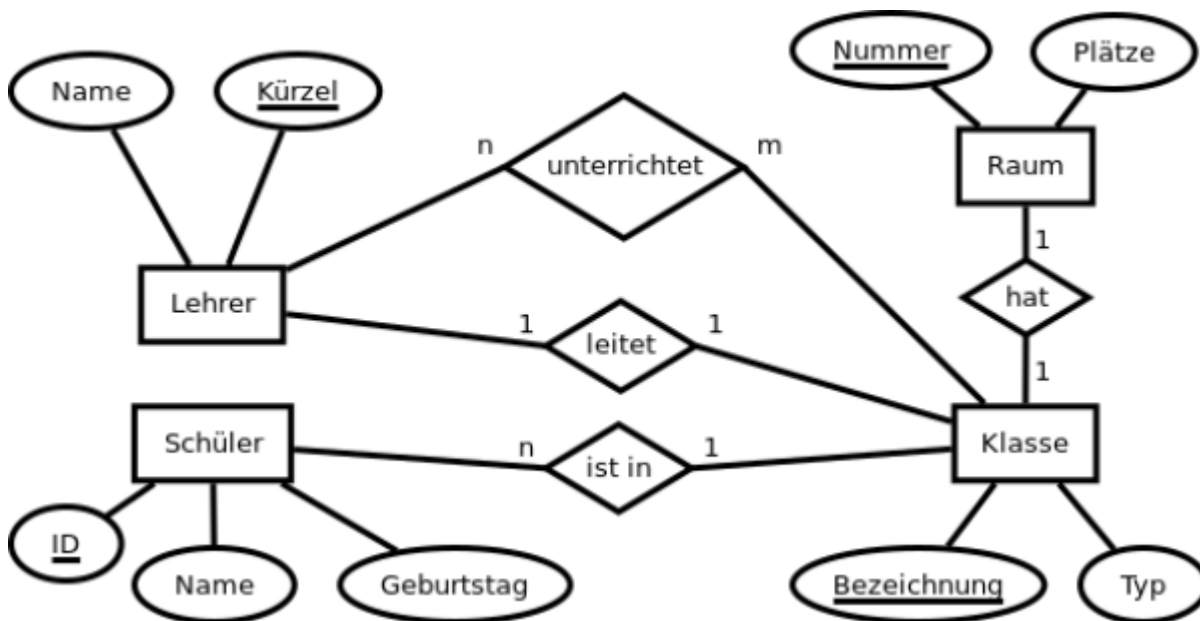 Nummer
Plätze
Name
Kürzel
n
unterrichtet
m
Raum
1
hat
Lehrer
1
leitet
1
1
Schüler
n
ist in
1
Klasse
ID
Name
Geburtstag
Bezeichnung
Typ